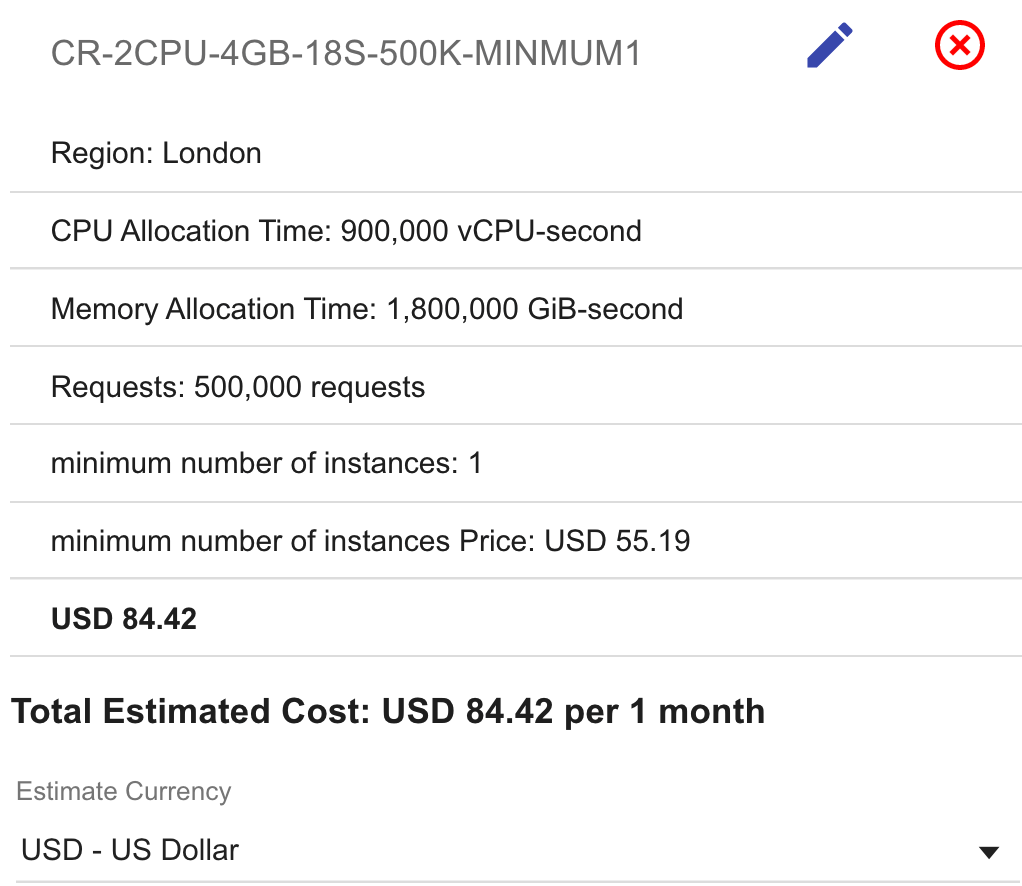 CR-2CPU-4GB-18S-500K-MINMUM1
Region: London
CPU Allocation Time: 900,000 vCPU-second
Memory Allocation Time: 1,800,000 GiB-second
Requests: 500,000 requests
minimum number of instances: 1
minimum number of instances Price: USD 55.19
USD 84.42
Total Estimated Cost: USD 84.42 per 1 month
Estimate Currency
USD - US Dollar